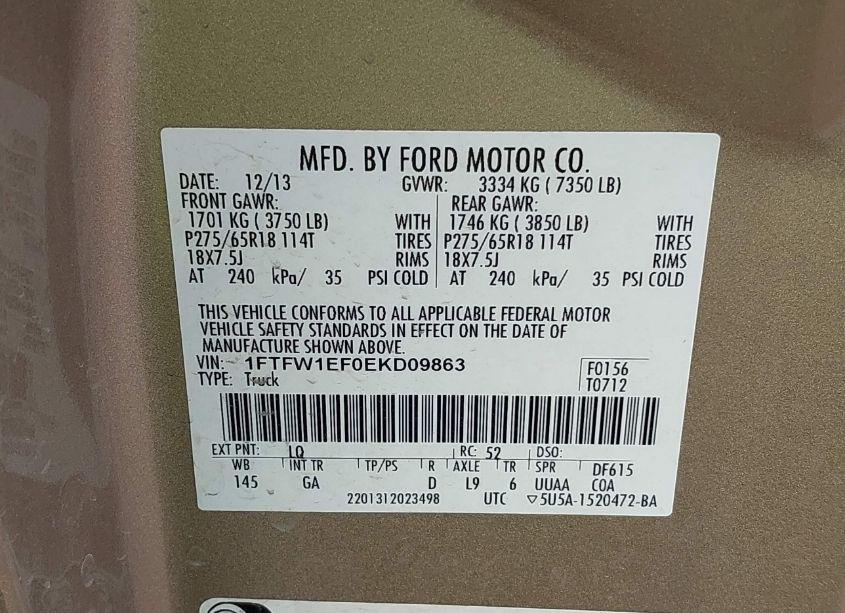 MFD. BY FORD MOTOR CO.
DATE: 12/13 GVWR: 3334 KG ( 7350 LB)
FRONT GAWR: REAR GAWR:
1701 KG ( 3750 LB) WITH 1746 KG ( 3850 LB) WITH
P275/65R18 114T TIRES P275/65R18 114T TIRES
18X7.5J RIMS 18X7.5J RIMS
AT 240 kPa/ 35 PSI COLD AT 240 kPa/ 35 PSI COLD
THIS VEHICLE CONFORMS TO ALL APPLICABLE FEDERAL MOTOR
VEHICLE SAFETY STANDARDS IN EFFECT ON THE DATE OF
MANUFACTURE SHOWN ABOVE.
VIN: 1FTFW1EF0EKD09863 F0156
TYPE: Truck T0712
EXT PNT: LQ RC: 52 DSO:
WB INT TR TP/PS R AXLE TR SPR DF615
145 GA D L9 6 UUAA COA
2201312023498 UTC ▽5U5A-1520472-BA